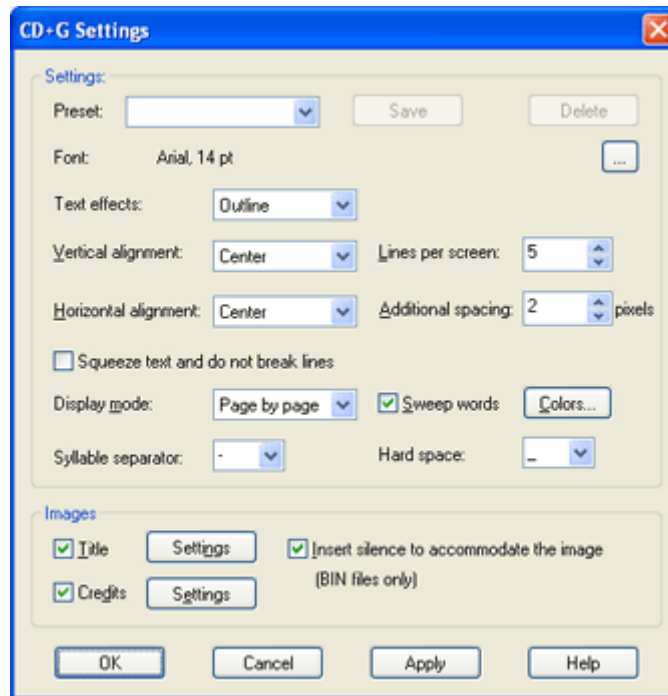 CD+G Settings
Settings:
Preset: Save Delete
Font: Arial, 14 pt ...
Text effects: Outline
Vertical alignment: Center Lines per screen: 5
Horizontal alignment: Center Additional spacing: 2 pixels
Squeeze text and do not break lines
Display mode: Page by page Sweep words Colors...
Syllable separator: - Hard space: _
Images
Title Settings Insert silence to accommodate the image
(BIN files only)
Credits Settings
OK Cancel Apply Help